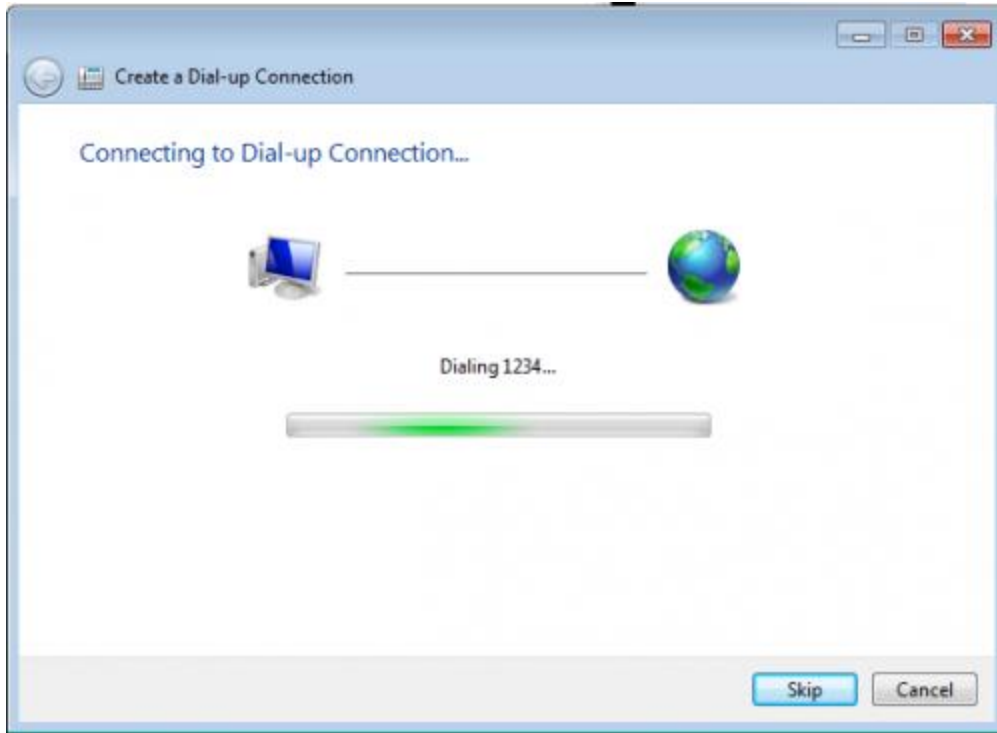 Create a Dial-up Connection
Connecting to Dial-up Connection...
Dialing 1234...
Skip Cancel